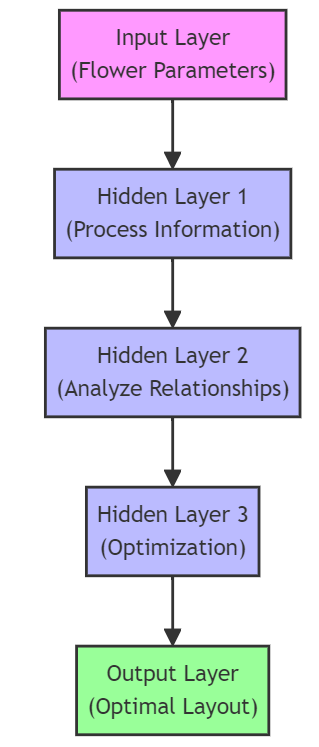 Input Layer
(Flower Parameters)
Hidden Layer 1
(Process Information)
Hidden Layer 2
(Analyze Relationships)
Hidden Layer 3
(Optimization)
Output Layer
(Optimal Layout)